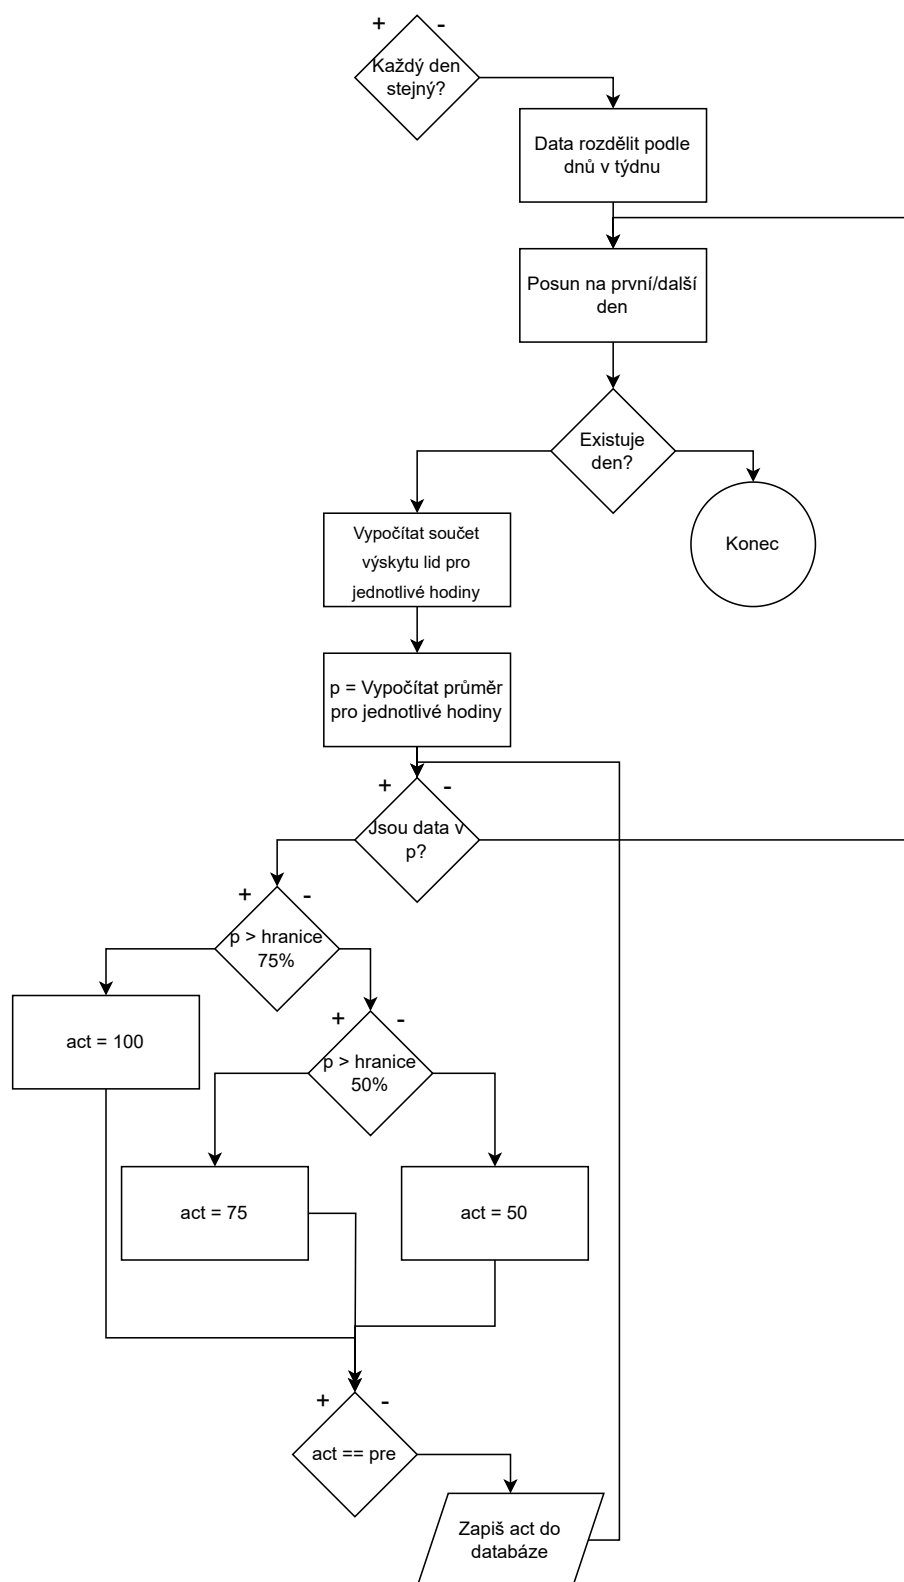 + -
Každý den
stejný?
Data rozdělit podle
dnů v týdnu
Posun na první/další
den
Existuje
den?
Konec
Vypočítat součet
výskytu lid pro
jednotlivé hodiny
p = Vypočítat průměr
pro jednotlivé hodiny
+ -
Jsou data v
p?
+ -
p > hranice
75%
act = 100
+ -
p > hranice
50%
act = 75
act = 50
+ -
act == pre
Zapiš act do
databáze